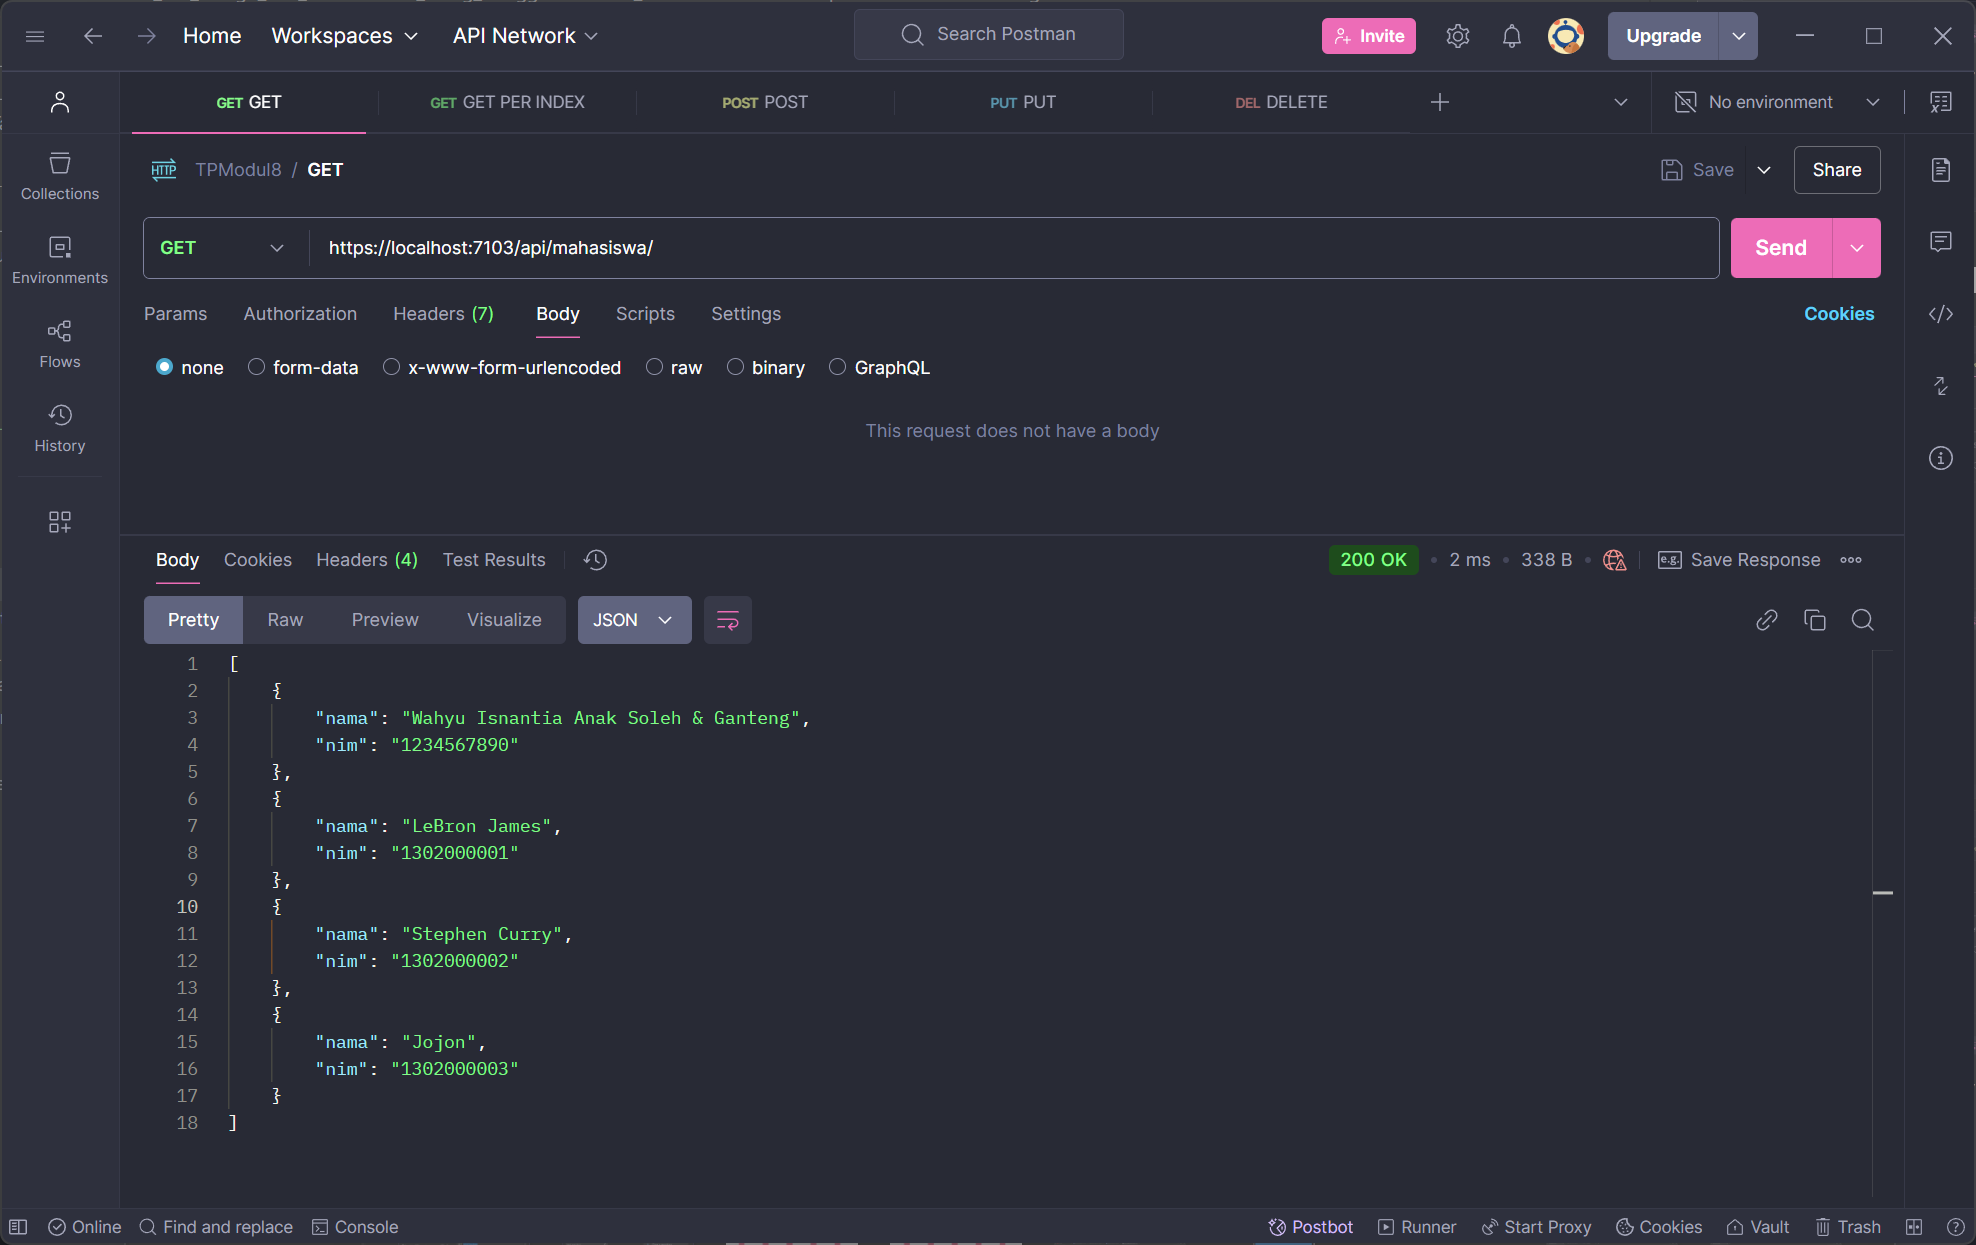 Home Workspaces API Network Search Postman Invite Upgrade
GET GET GET GET PER INDEX POST POST PUT PUT DEL DELETE No environment
HTTP TPModul8 / GET Save Share
GET https://localhost:7103/api/mahasiswa/ Send
Params Authorization Headers (7) Body Scripts Settings Cookies
none form-data x-www-form-urlencoded raw binary GraphQL
This request does not have a body
Collections
Environments
Flows
History
Body Cookies Headers (4) Test Results 200 OK • 2 ms • 338 B • e.g. Save Response
Pretty Raw Preview Visualize JSON
1 [
2 {
3 "nama": "Wahyu Isnantia Anak Soleh & Ganteng",
4 "nim": "1234567890"
5 },
6 {
7 "nama": "LeBron James",
8 "nim": "1302000001"
9 },
10 {
11 "nama": "Stephen Curry",
12 "nim": "1302000002"
13 },
14 {
15 "nama": "Jojon",
16 "nim": "1302000003"
17 }
18 ]
Online Find and replace Console Postbot Runner Start Proxy Cookies Vault Trash